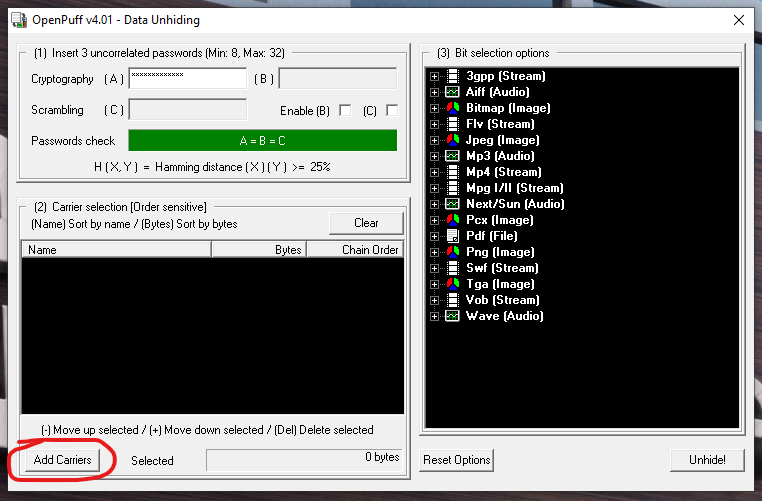 OpenPuff v4.01 - Data Unhiding
(1) Insert 3 uncorrelated passwords (Min: 8, Max: 32)
Cryptography (A) xxxxxxxxxxxxx (B)
Scrambling (C) Enable (B) (C)
Passwords check A = B = C
H ( X, Y ) = Hamming distance ( X ) ( Y ) >= 25%
(2) Carrier selection [Order sensitive]
(Name) Sort by name / (Bytes) Sort by bytes
Clear
Name Bytes Chain Order
(-) Move up selected / (+) Move down selected / (Del) Delete selected
Add Carriers Selected 0 bytes
(3) Bit selection options
3gpp (Stream)
Aiff (Audio)
Bitmap (Image)
Flv (Stream)
Jpeg (Image)
Mp3 (Audio)
Mp4 (Stream)
Mpg I/II (Stream)
Next/Sun (Audio)
Pcx (Image)
Pdf (File)
Png (Image)
Swf (Stream)
Tga (Image)
Vob (Stream)
Wave (Audio)
Reset Options Unhide!